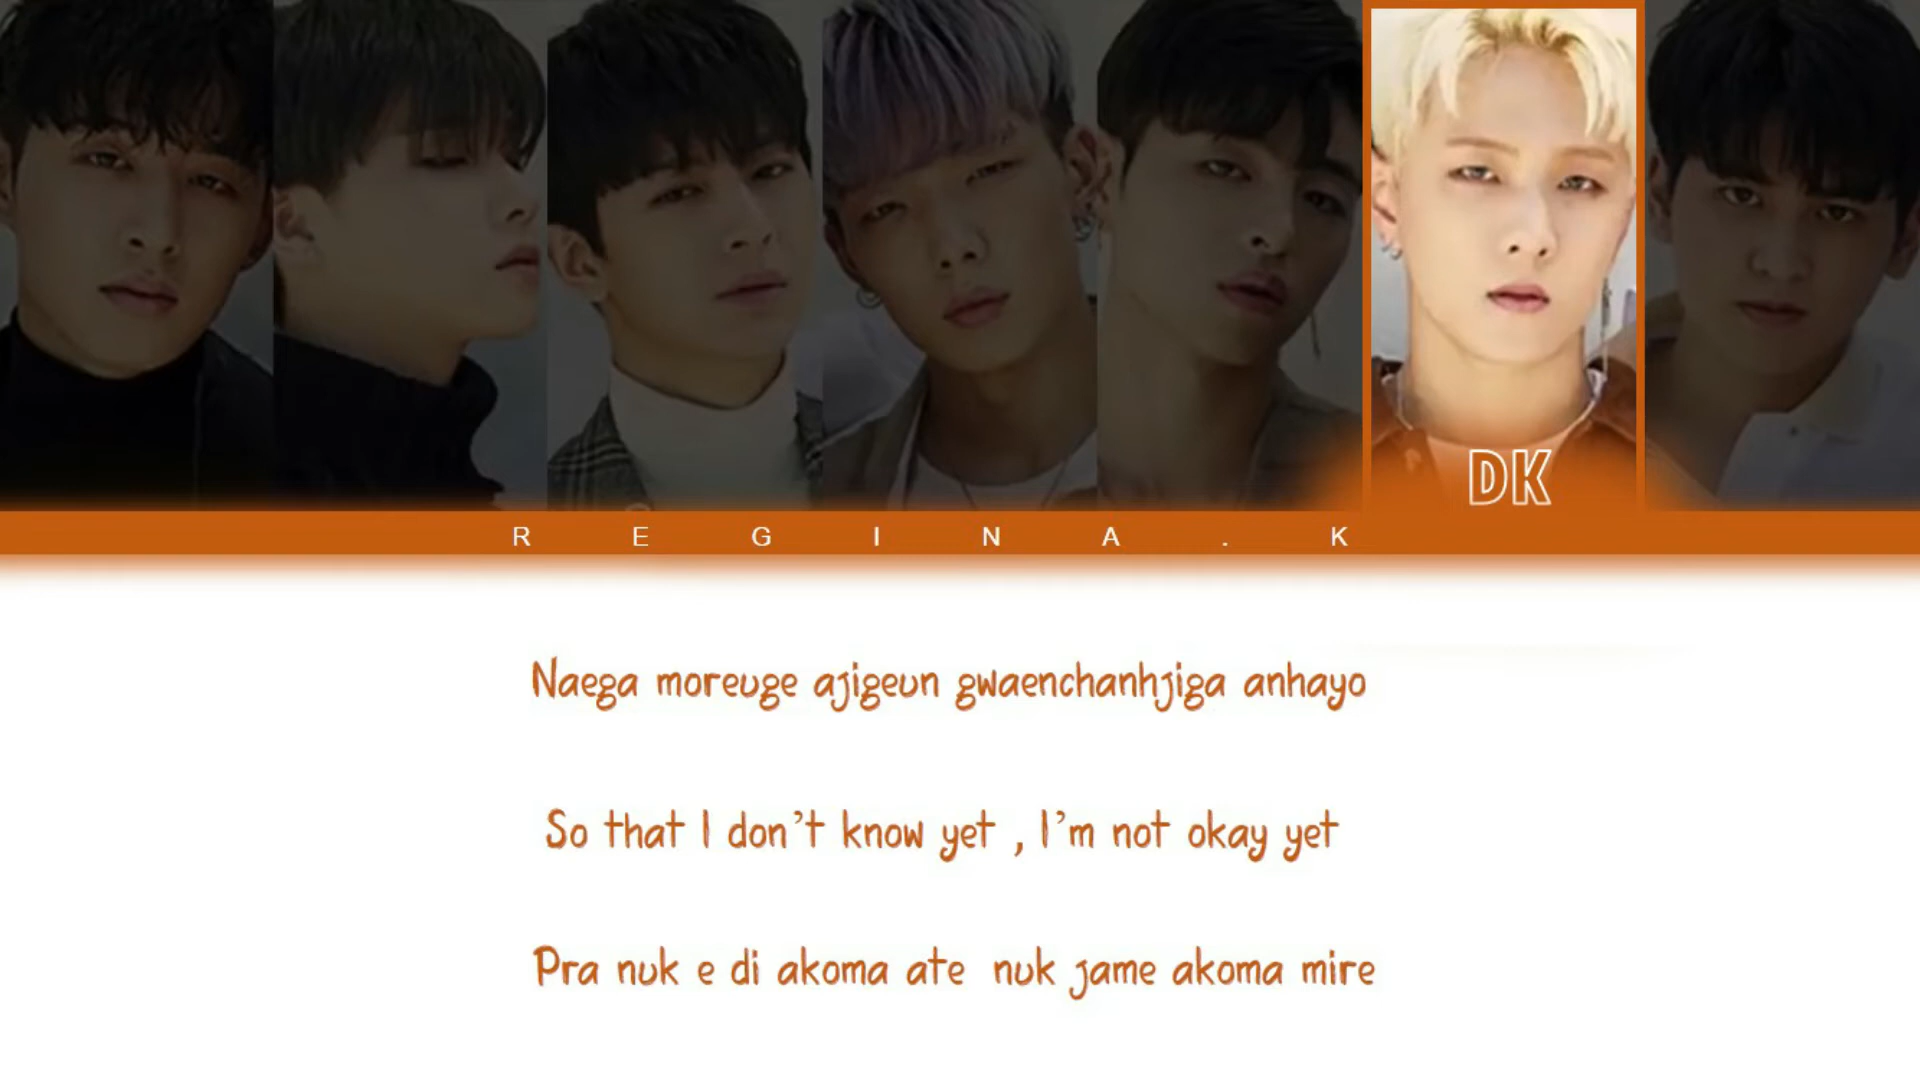 DK
R E G I N A . K
Naega moreuge ajigeun gwaenchanhjiga anhayo
So that I don't know yet , I'm not okay yet
Pra nuk e di akoma ate nuk jame akoma mire